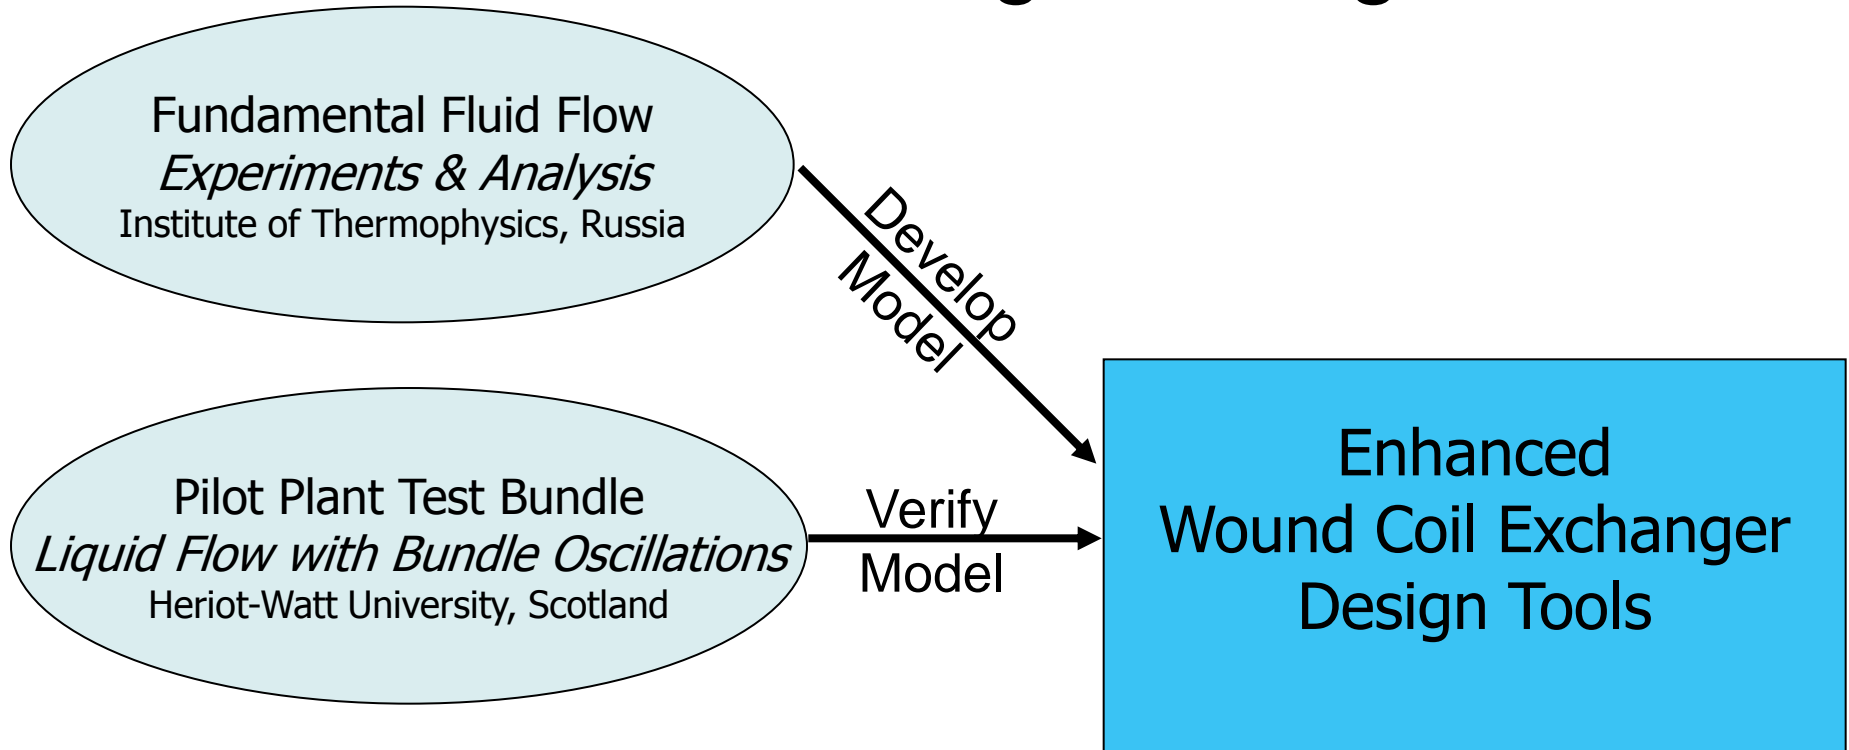 Fundamental Fluid Flow
Experiments & Analysis
Institute of Thermophysics, Russia
Develop
Model
Pilot Plant Test Bundle
Liquid Flow with Bundle Oscillations
Heriot-Watt University, Scotland
Verify
Model
Enhanced
Wound Coil Exchanger
Design Tools